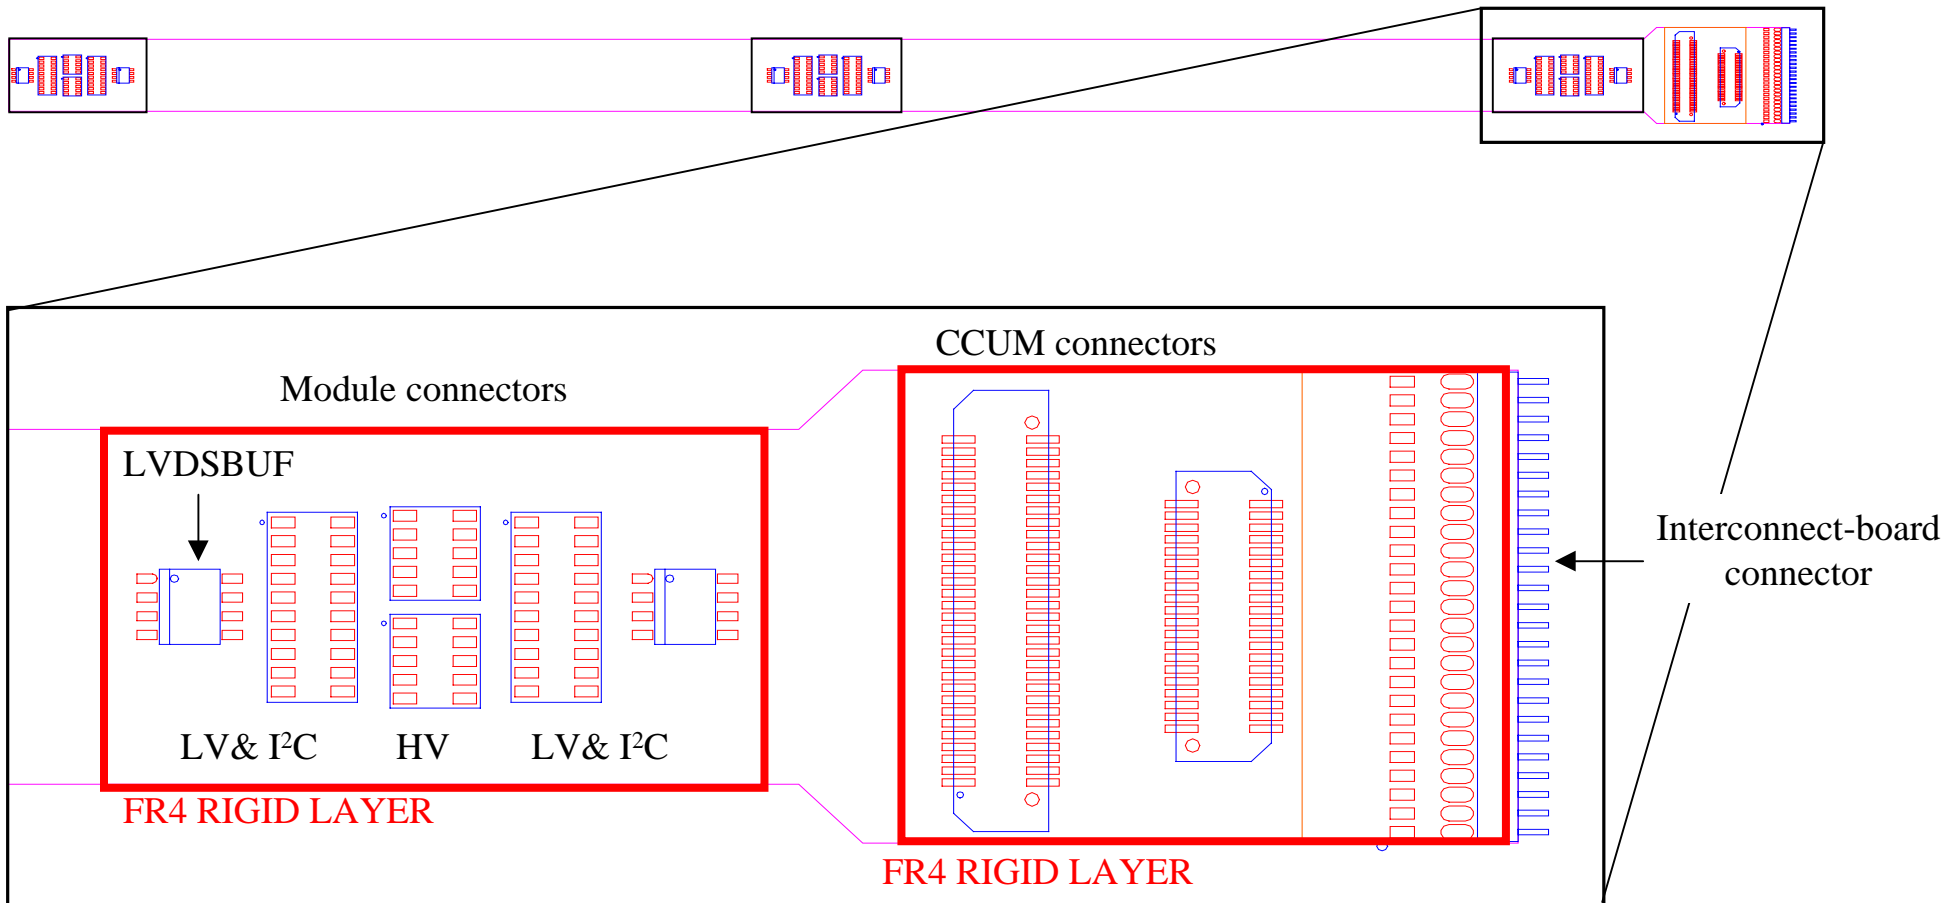 CCUM connectors
Module connectors
LVDSBUF
Interconnect-board
connector
LV& I²C
HV
LV& I²C
FR4 RIGID LAYER
FR4 RIGID LAYER